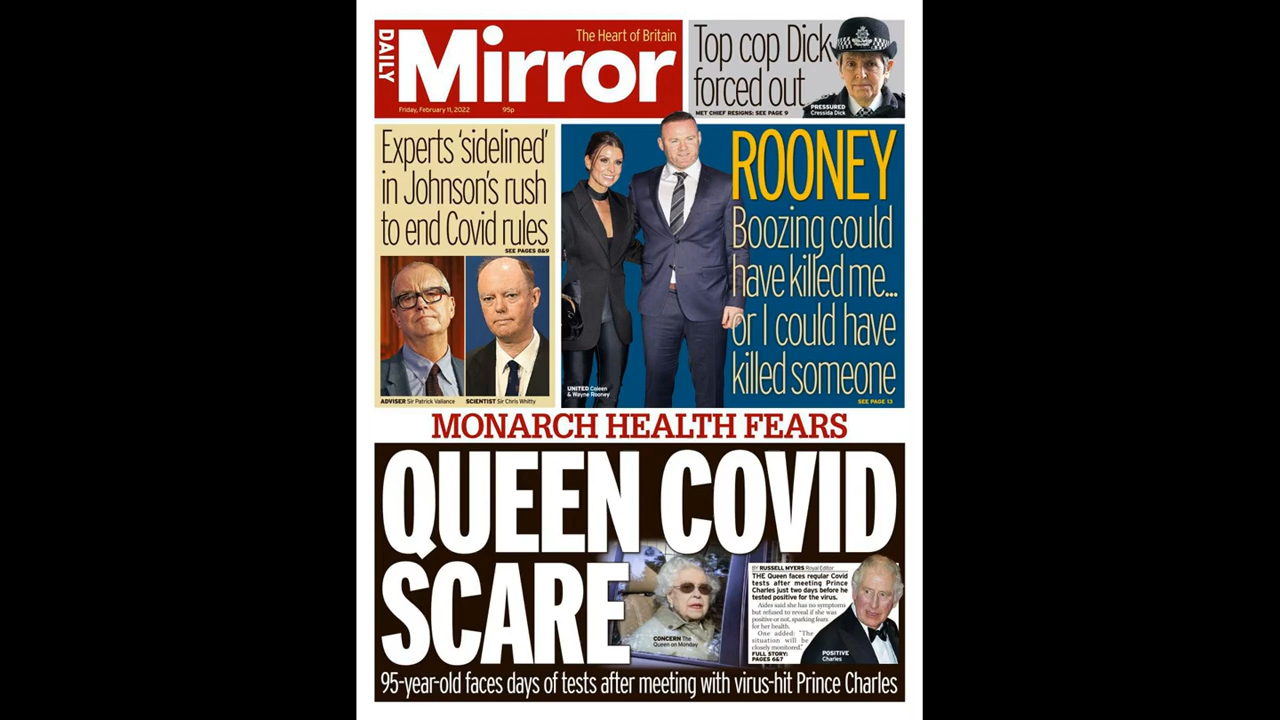 DAILY
Mirror
The Heart of Britain
Friday, February 11, 2022
95p
Top cop Dick
forced out
MET CHIEF RESIGNS: SEE PAGE 9
PRESSURED
Cressida Dick
Experts 'sidelined'
in Johnson's rush
to end Covid rules
SEE PAGES 8&9
ADVISER Sir Patrick Vallance
SCIENTIST Sir Chris Whitty
ROONEY
Boozing could
have killed me...
or I could have
killed someone
SEE PAGE 13
UNITED Coleen
& Wayne Rooney
MONARCH HEALTH FEARS
QUEEN COVID
SCARE
CONCERN The
Queen on Monday
BY RUSSELL MYERS Royal Editor
THE Queen faces regular Covid
tests after meeting Prince
Charles just two days before he
tested positive for the virus.
Aides said she has no symptoms
but refused to reveal if she was
positive or not, sparking fears
for her health.
One added: "The
situation will be
closely monitored."
FULL STORY:
PAGES 6&7
POSITIVE
Charles
95-year-old faces days of tests after meeting with virus-hit Prince Charles